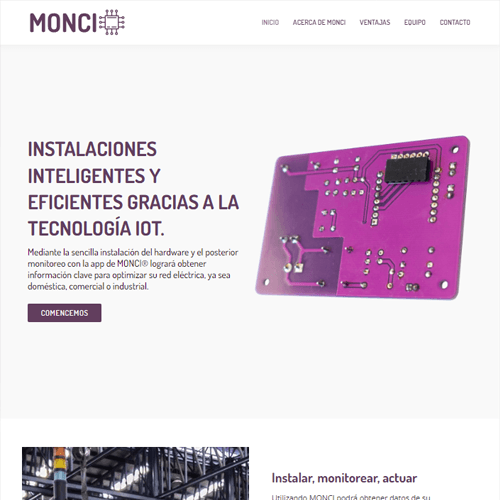 MONCI
INICIO ACERCA DE MONCI VENTAJAS EQUIPO CONTACTO
INSTALACIONES
INTELIGENTES Y
EFICIENTES GRACIAS A LA
TECNOLOGÍA IOT.
Mediante la sencilla instalación del hardware y el posterior
monitoreo con la app de MONCI® logrará obtener
información clave para optimizar su red eléctrica, ya sea
doméstica, comercial o industrial.
COMENCEMOS
Instalar, monitorear, actuar
Utilizando MONCI podrá obtener datos de su